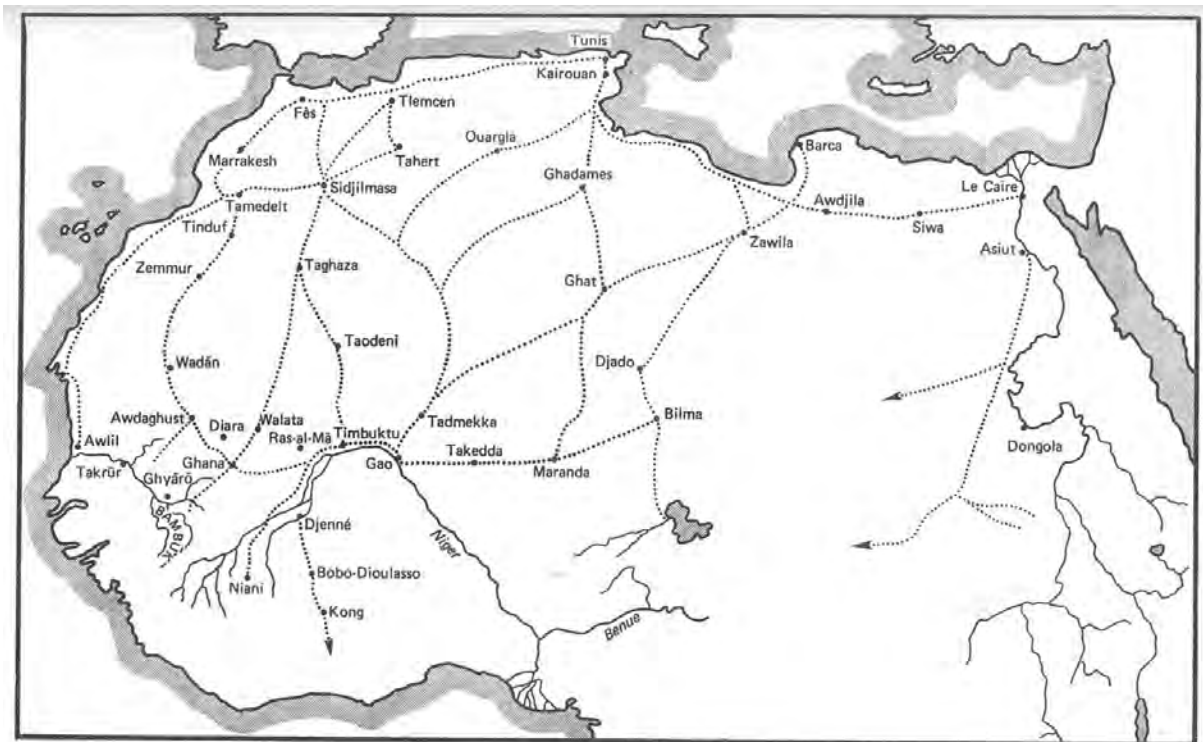 Tunis
Kairouan
Fês
Tlemcen
Ouargla
Marrakesh
Tahert
Barca
Sidjilmasa
Ghadames
Le Caire
Tamedelt
Awdjila
Siwa
Tinduf
Zawila
Asiut
Zemmur
Taghaza
Ghat
Taodeni
Wadán
Djado
Awdaghust
Diara
Walata
Tadmekka
Bilma
Awlil
Ras-al-Mā
Timbuktu
Dongola
Takrūr
Ghana
Gao
Takedda
Maranda
Ghyārō
BAMBUK
Djenné
Niger
Niani
Bobo-Dioulasso
Kong
Benue